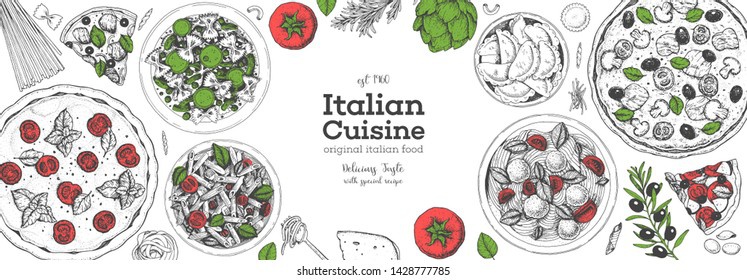 est 1960
Italian
Cuisine
original italian food
Delicious Taste
with special recipe
shutterstock.com · 1428777785